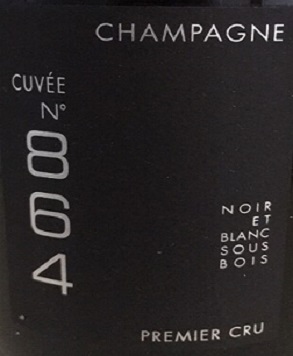 CHAMPAGNE
CUVÉE
N°
8
6
4
NOIR
ET
BLANC
SOUS
BOIS
PREMIER CRU